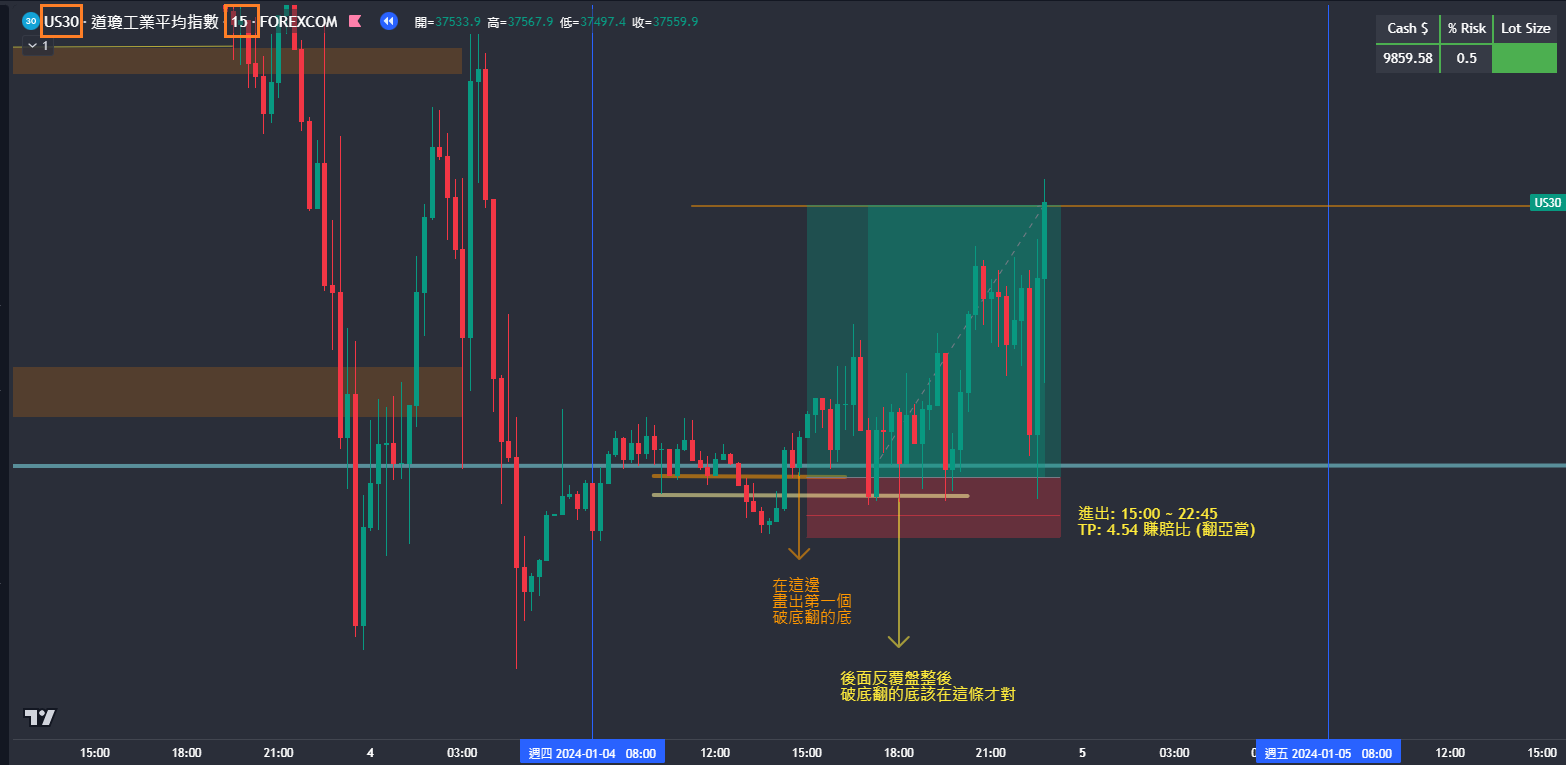 30 US30 · 道瓊工業平均指數 · 15 · FOREXCOM 開=37533.9 高=37567.9 低=37497.4 收=37559.9
1
Cash $ % Risk Lot Size
9859.58 0.5
US30
進出: 15:00 ~ 22:45
TP: 4.54 賺賠比 (翻亞當)
在這邊
畫出第一個
破底翻的底
後面反覆盤整後
破底翻的底該在這條才對
15:00 18:00 21:00 4 03:00 週四 2024-01-04 08:00 12:00 15:00 18:00 21:00 5 03:00 週五 2024-01-05 08:00 12:00 15:00